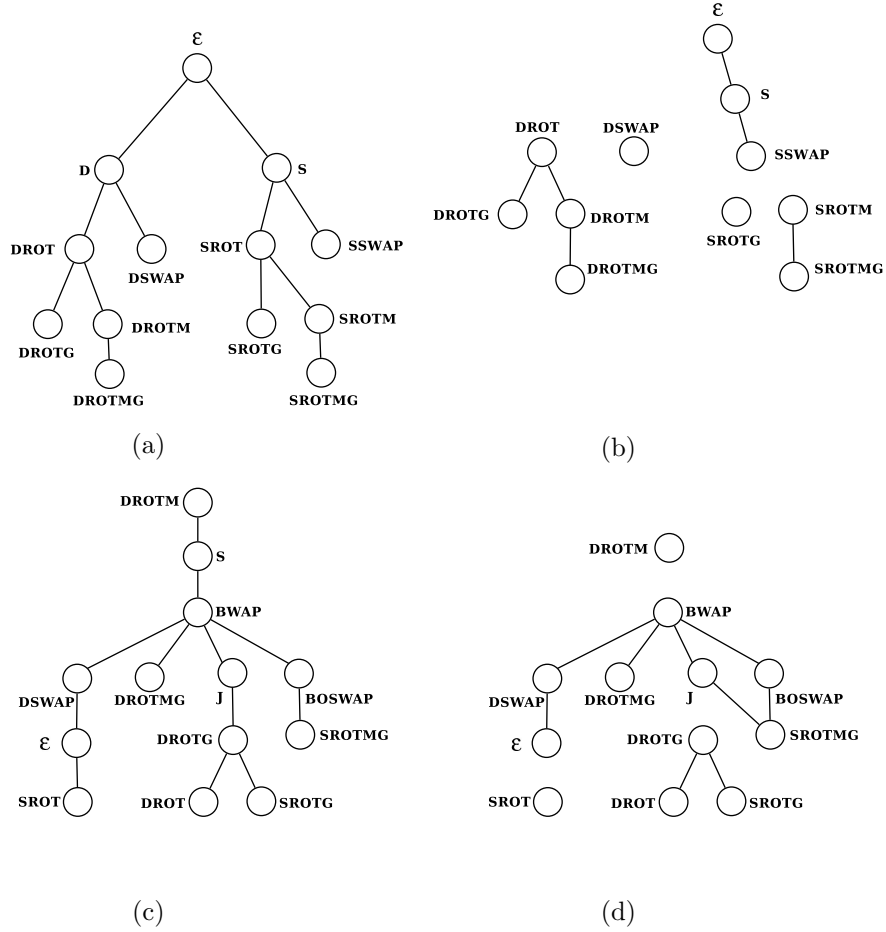 ε
D
S
DROT
DSWAP
SROT
SSWAP
DROTG
DROTM
DROTMG
SROTG
SROTM
SROTMG
(a)
ε
S
SSWAP
DROT
DSWAP
DROTG
DROTM
DROTMG
SROTG
SROTM
SROTMG
(b)
DROTM
S
BWAP
DSWAP
DROTMG
J
BOSWAP
ε
DROTG
SROTMG
SROT
DROT
SROTG
(c)
DROTM
BWAP
DSWAP
DROTMG
J
BOSWAP
ε
DROTG
SROTMG
SROT
DROT
SROTG
(d)